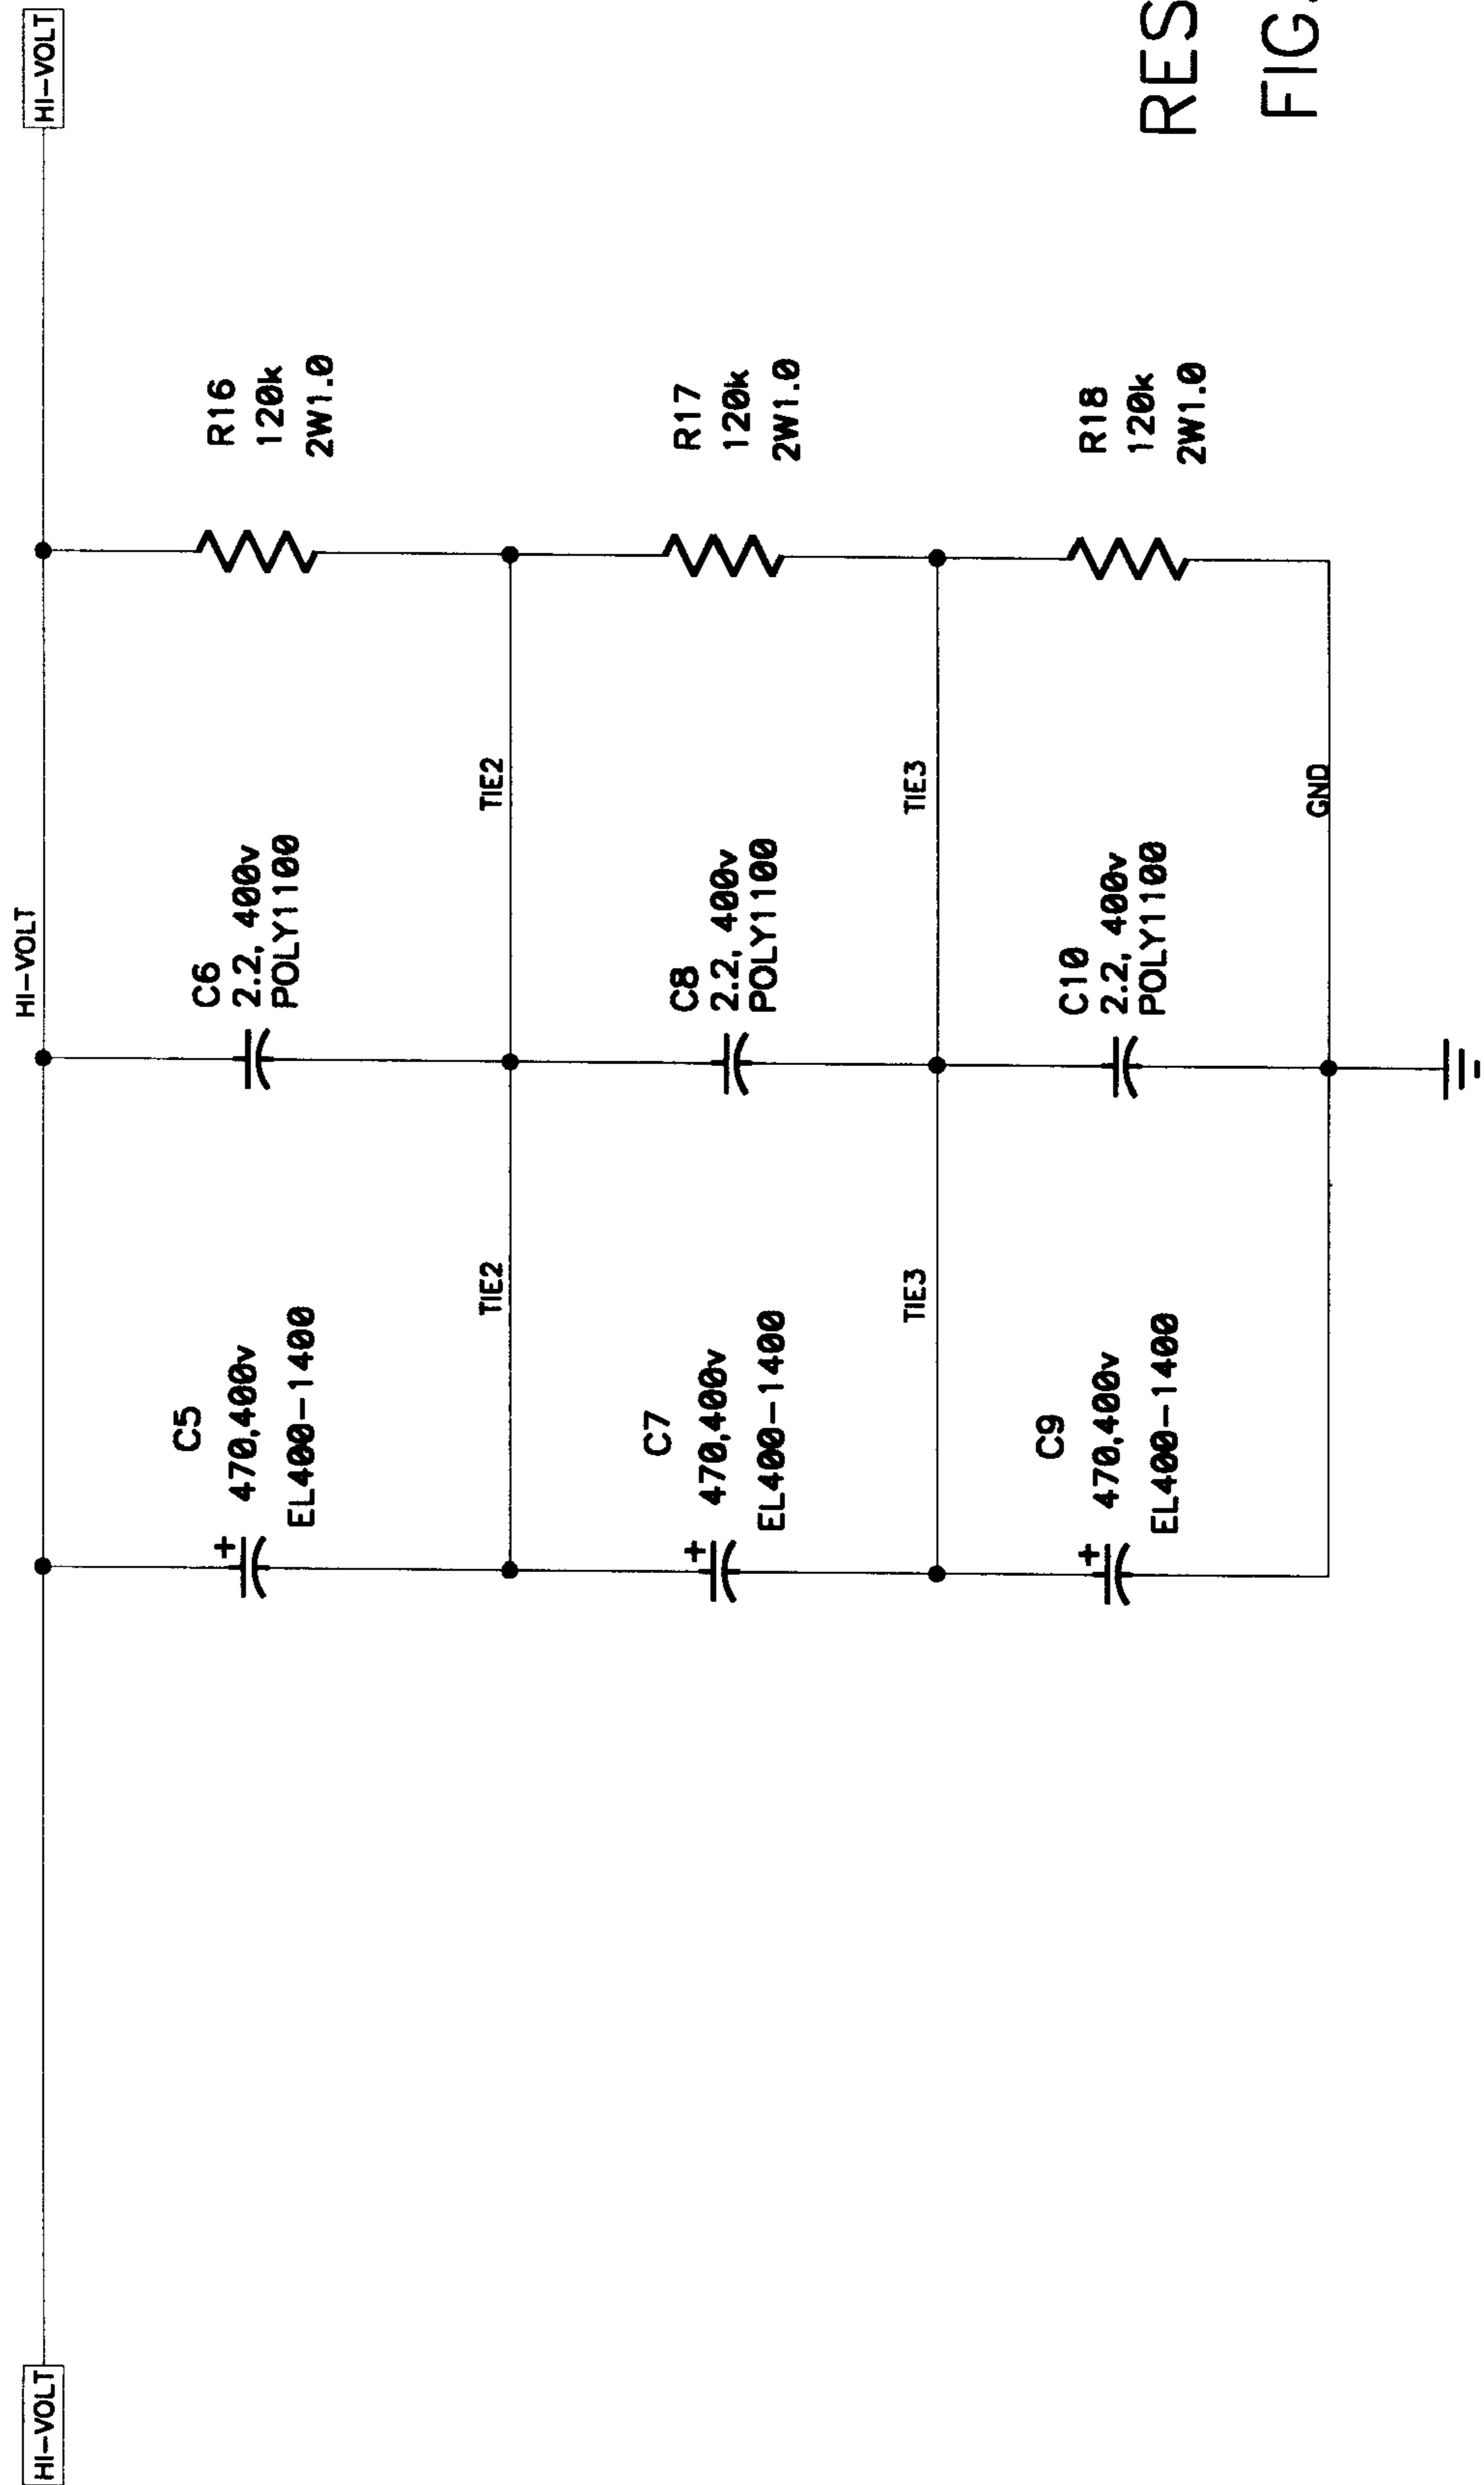 HI-VOLT
HI-VOLT
HI-VOLT
C5
470,400v
EL400-1400
C6
2.2, 400v
POLY1100
R16
120k
2W1.0
TIE2
TIE2
C7
470,400v
EL400-1400
C8
2.2, 400v
POLY1100
R17
120k
2W1.0
TIE3
TIE3
C9
470,400v
EL400-1400
C10
2.2, 400v
POLY1100
R18
120k
2W1.0
GND
RES
FIG.